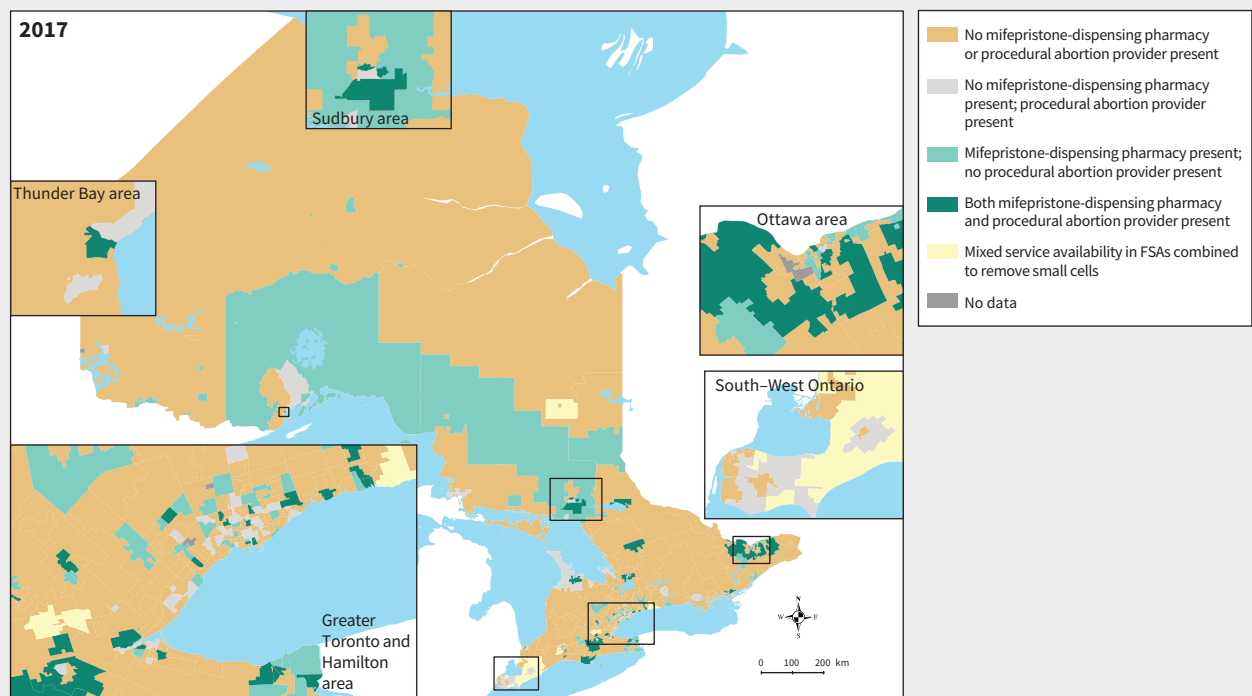 2017
Sudbury area
Thunder Bay area
Ottawa area
South–West Ontario
Greater
Toronto and
Hamilton
area
N
W
E
S
0 100 200 km
No mifepristone-dispensing pharmacy
or procedural abortion provider present
No mifepristone-dispensing pharmacy
present; procedural abortion provider
present
Mifepristone-dispensing pharmacy present;
no procedural abortion provider present
Both mifepristone-dispensing pharmacy
and procedural abortion provider present
Mixed service availability in FSAs combined
to remove small cells
No data